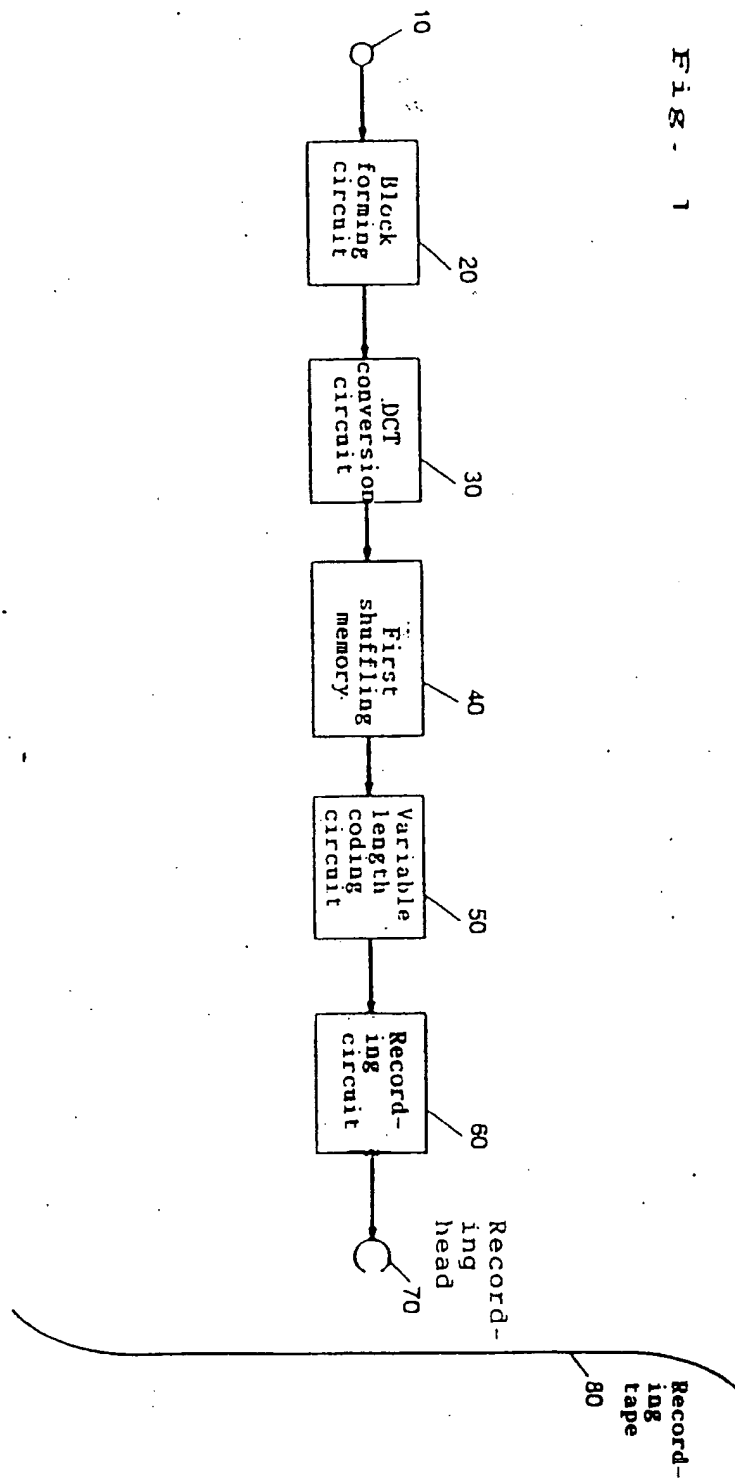 Fig. 1
10
Block
forming
circuit
20
DCT
conversion
circuit
30
First
shuffling
memory
40
Variable
length
coding
circuit
50
Record-
ing
circuit
60
Record-
ing
head
70
Record-
ing
tape
80